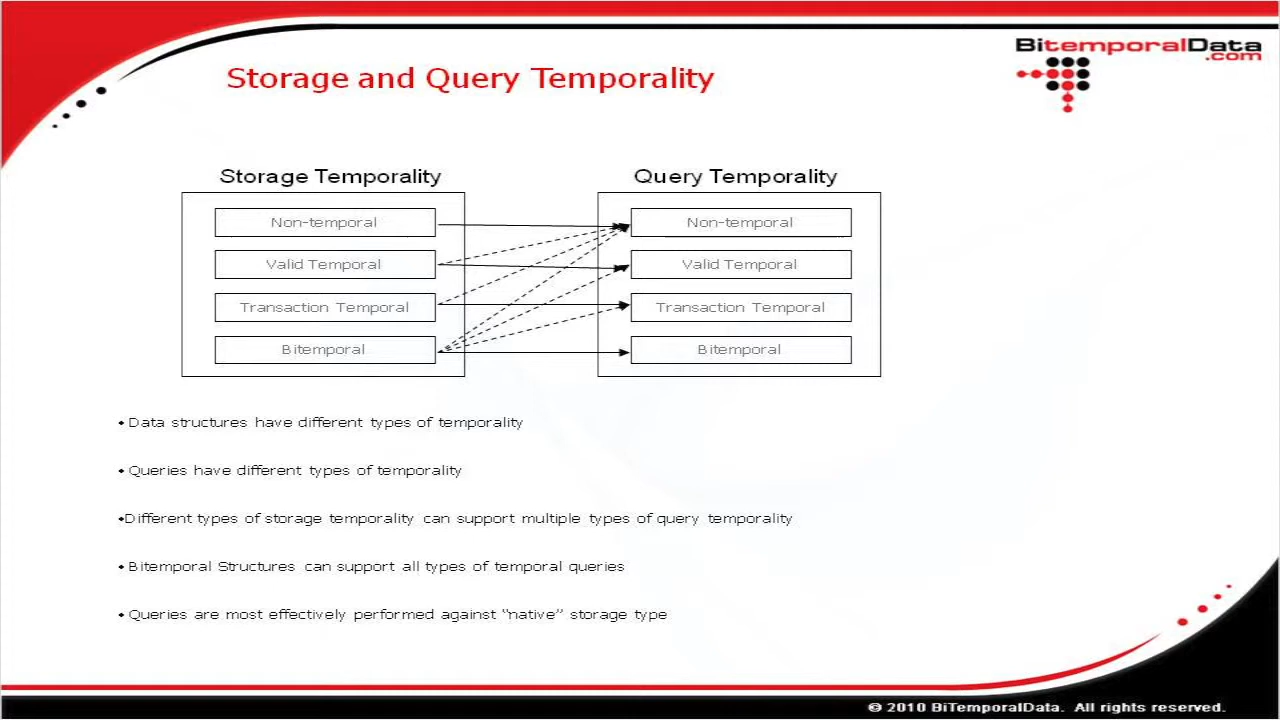 BitemporalData
.com
Storage and Query Temporality
Storage Temporality
Query Temporality
Non-temporal
Non-temporal
Valid Temporal
Valid Temporal
Transaction Temporal
Transaction Temporal
Bitemporal
Bitemporal
• Data structures have different types of temporality
• Queries have different types of temporality
•Different types of storage temporality can support multiple types of query temporality
• Bitemporal Structures can support all types of temporal queries
• Queries are most effectively performed against "native" storage type
© 2010 BiTemporalData. All rights reserved.